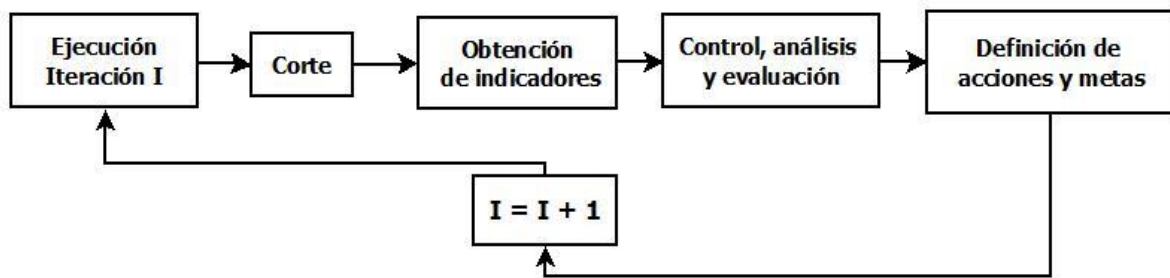 Ejecución
Iteración I
Corte
Obtención
de indicadores
Control, análisis
y evaluación
Definición de
acciones y metas
I = I + 1